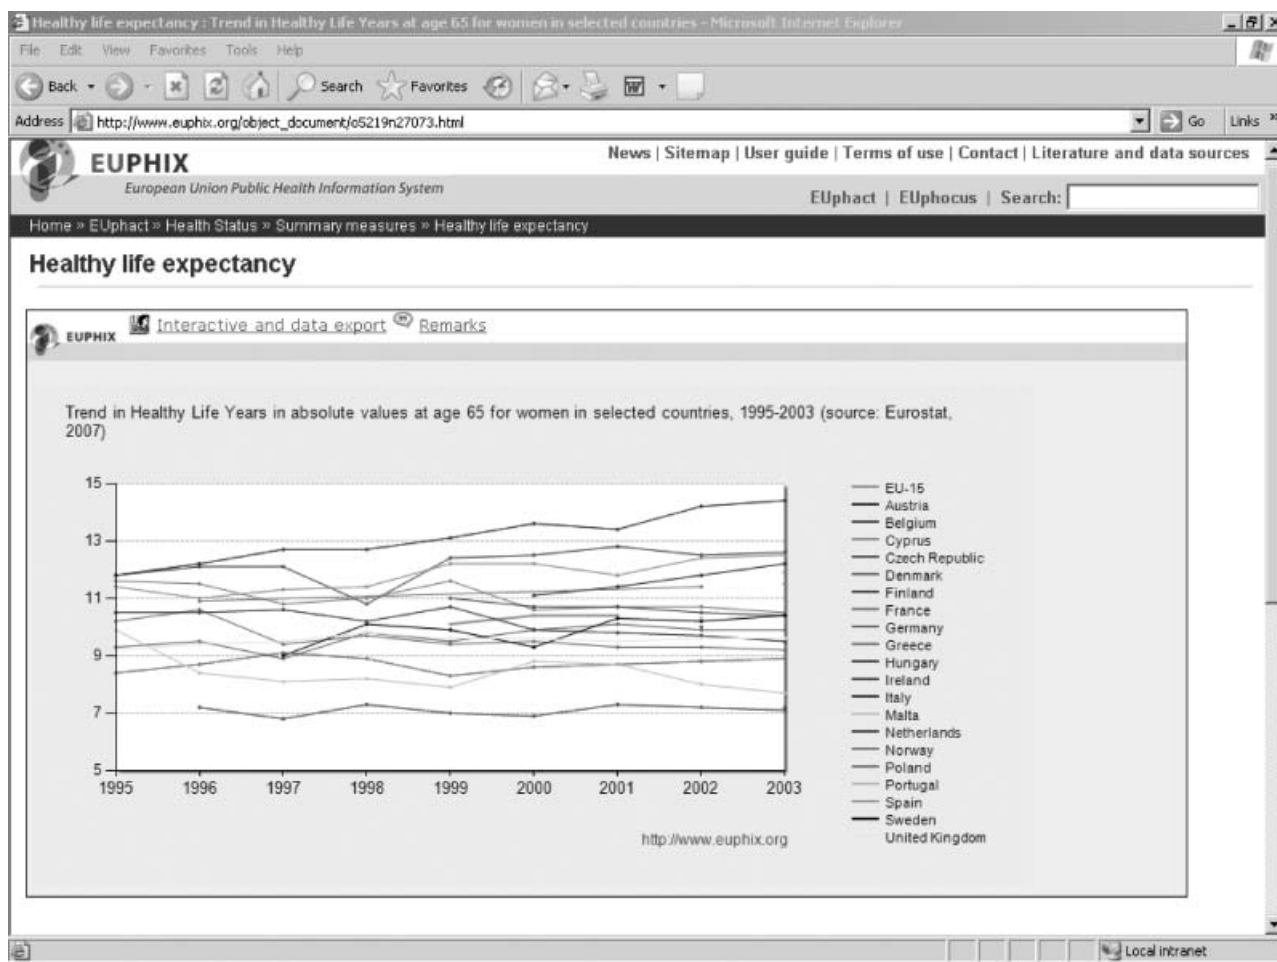 Healthy life expectancy : Trend in Healthy Life Years at age 65 for women in selected countries - Microsoft Internet Explorer
File Edit View Favorites Tools Help
Back Search Favorites
Address http://www.euphix.org/object_document/o5219n27073.html Go Links »
EUPHIX
European Union Public Health Information System
News | Sitemap | User guide | Terms of use | Contact | Literature and data sources
EUphact | EUphocus | Search:
Home » EUphact » Health Status » Summary measures » Healthy life expectancy
Healthy life expectancy
EUPHIX Interactive and data export Remarks
Trend in Healthy Life Years in absolute values at age 65 for women in selected countries, 1995-2003 (source: Eurostat,
2007)
15
13
11
9
7
5
1995 1996 1997 1998 1999 2000 2001 2002 2003
EU-15
Austria
Belgium
Cyprus
Czech Republic
Denmark
Finland
France
Germany
Greece
Hungary
Ireland
Italy
Malta
Netherlands
Norway
Poland
Portugal
Spain
Sweden
United Kingdom
http://www.euphix.org
Local intranet